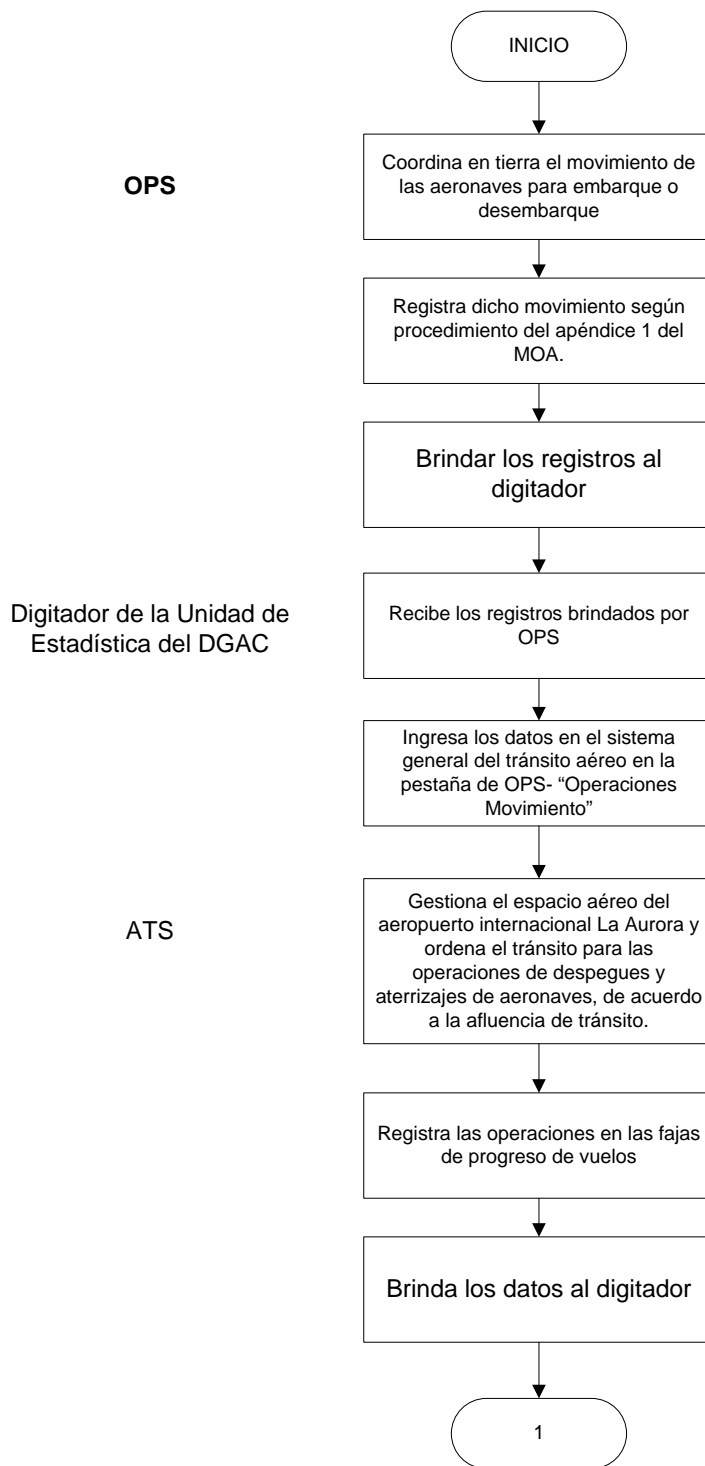 INICIO
OPS
Coordina en tierra el movimiento de
las aeronaves para embarque o
desembarque
Registra dicho movimiento según
procedimiento del apéndice 1 del
MOA.
Brindar los registros al
digitador
Digitador de la Unidad de
Estadística del DGAC
Recibe los registros brindados por
OPS
Ingresa los datos en el sistema
general del tránsito aéreo en la
pestaña de OPS- “Operaciones
Movimiento”
ATS
Gestiona el espacio aéreo del
aeropuerto internacional La Aurora y
ordena el tránsito para las
operaciones de despegues y
aterrizajes de aeronaves, de acuerdo
a la afluencia de tránsito.
Registra las operaciones en las fajas
de progreso de vuelos
Brinda los datos al digitador
1